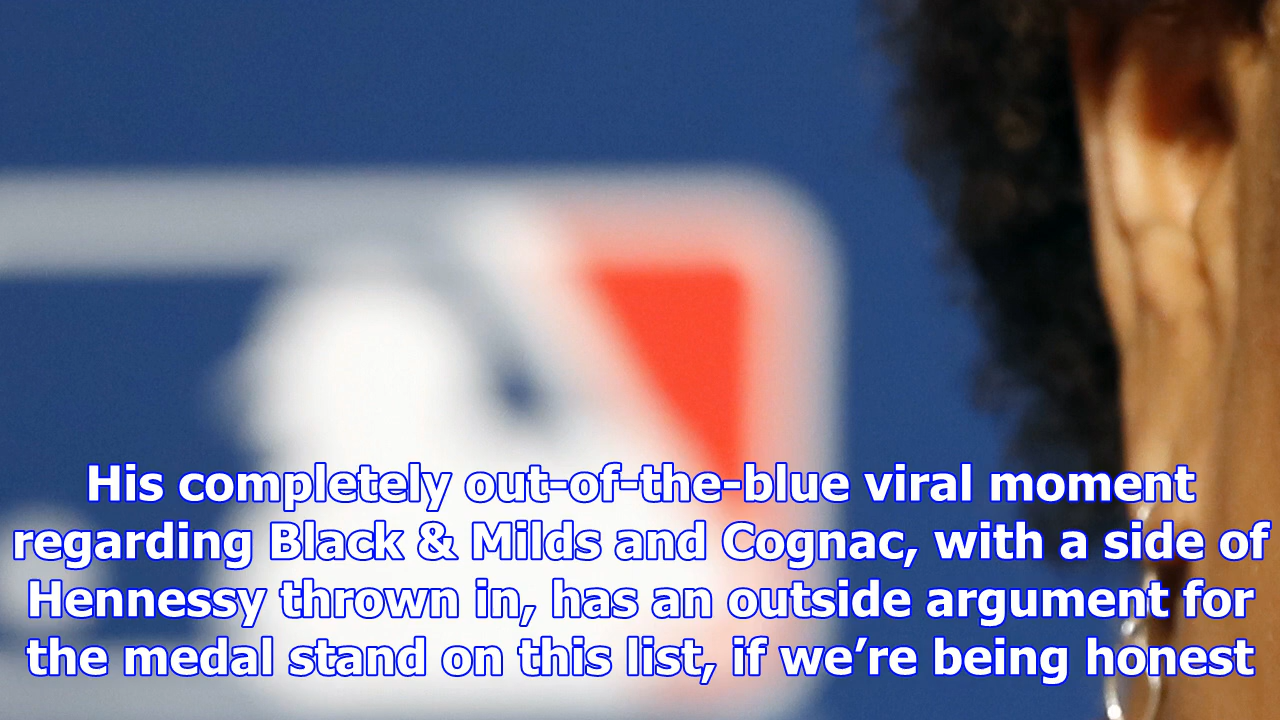 His completely out-of-the-blue viral moment
regarding Black & Milds and Cognac, with a side of
Hennessy thrown in, has an outside argument for
the medal stand on this list, if we’re being honest